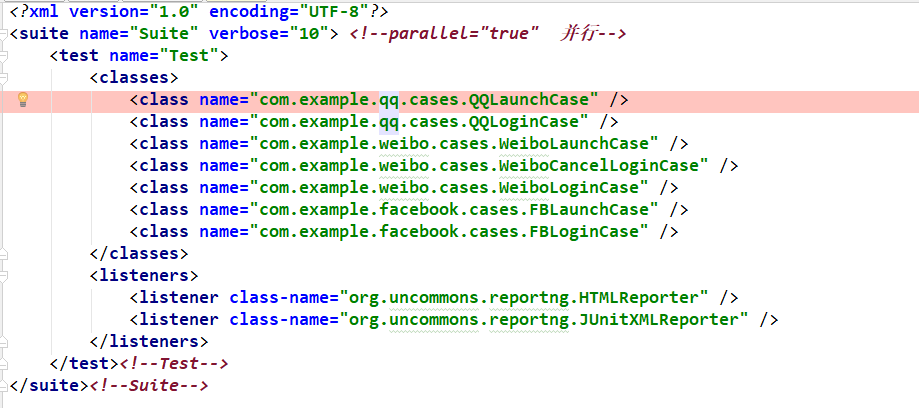 <?xml version="1.0" encoding="UTF-8"?>
<suite name="Suite" verbose="10"> <!--parallel="true"  并行-->
    <test name="Test">
        <classes>
            <class name="com.example.qq.cases.QQLaunchCase" />
            <class name="com.example.qq.cases.QQLoginCase" />
            <class name="com.example.weibo.cases.WeiboLaunchCase" />
            <class name="com.example.weibo.cases.WeiboCancelLoginCase" />
            <class name="com.example.weibo.cases.WeiboLoginCase" />
            <class name="com.example.facebook.cases.FBLaunchCase" />
            <class name="com.example.facebook.cases.FBLoginCase" />
        </classes>
        <listeners>
            <listener class-name="org.uncommons.reportng.HTMLReporter" />
            <listener class-name="org.uncommons.reportng.JUnitXMLReporter" />
        </listeners>
    </test><!--Test-->
</suite><!--Suite-->